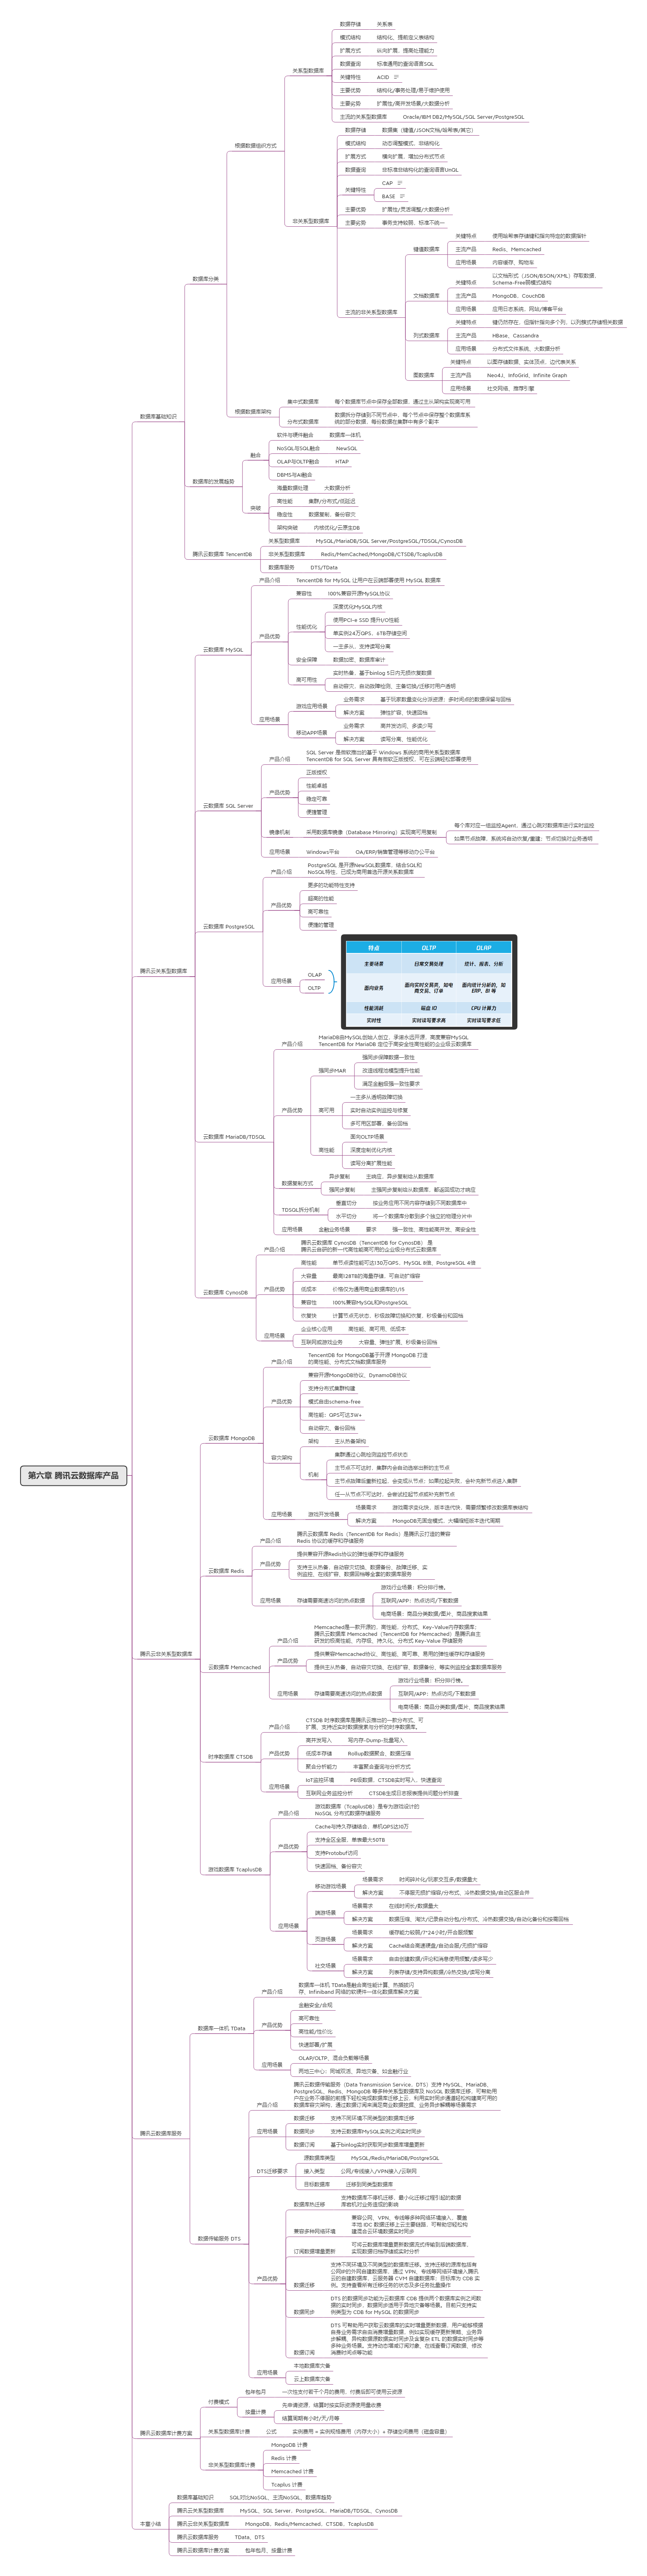 第六章 腾讯云数据库产品
数据库基础知识
数据库分类
根据数据组织方式
关系型数据库
数据存储 关系表
模式结构 结构化、提前定义表结构
扩展方式 纵向扩展、提高处理能力
数据查询 标准通用的查询语言SQL
关键特性 ACID
主要优势 结构化/事务处理/易于维护使用
主要劣势 扩展性/高并发场景/大数据分析
主流的关系型数据库 Oracle/IBM DB2/MySQL/SQL Server/PostgreSQL
非关系型数据库
数据存储 数据集（键值/JSON文档/哈希表/其它）
模式结构 动态调整模式、非结构化
扩展方式 横向扩展、增加分布式节点
数据查询 非标准非结构化的查询语言UnQL
关键特性
CAP
BASE
主要优势 扩展性/灵活调整/大数据分析
主要劣势 事务支持较弱、标准不统一
主流的非关系型数据库
键值数据库
关键特点 使用哈希表存储键和指向特定的数据指针
主流产品 Redis、Memcached
应用场景 内容缓存、购物车
文档数据库
关键特点 以文档形式（JSON/BSON/XML）存取数据，
Schema-Free弱模式结构
主流产品 MongoDB、CouchDB
应用场景 应用日志系统、网站/博客平台
列式数据库
关键特点 键仍然存在，但指针指向多个列，以列模式存储相关数据
主流产品 HBase、Cassandra
应用场景 分布式文件系统、大数据分析
图数据库
关键特点 以图存储数据，实体顶点、边代表关系
主流产品 Neo4J、InfoGrid、Infinite Graph
应用场景 社交网络、推荐引擎
根据数据库架构
集中式数据库 每个数据库节点中保存全部数据，通过主从架构实现高可用
分布式数据库 数据拆分存储到不同节点中，每个节点中保存整个数据库系
统的部分数据，每份数据在集群中有多个副本
数据库的发展趋势
融合
软件与硬件融合 数据库一体机
NoSQL与SQL融合 NewSQL
OLAP与OLTP融合 HTAP
DBMS与AI融合
突破
海量数据处理 大数据分析
高性能 集群/分布式/低延迟
稳定性 数据复制、备份容灾
架构突破 内核优化/云原生DB
腾讯云数据库 TencentDB
关系型数据库 MySQL/MariaDB/SQL Server/PostgreSQL/TDSQL/CynosDB
非关系型数据库 Redis/MemCached/MongoDB/CTSDB/TcaplusDB
数据库服务 DTS/TData
腾讯云关系型数据库
云数据库 MySQL
产品介绍 TencentDB for MySQL 让用户在云端部署使用 MySQL 数据库
产品优势
兼容性 100%兼容开源MySQL协议
性能优化
深度优化MySQL内核
使用PCI-e SSD 提升I/O性能
单实例24万QPS、6TB存储空间
一主多从，支持读写分离
安全保障 数据加密、数据库审计
高可用性
实时热备，基于binlog 5日内无损恢复数据
自动容灾，自动故障检测、主备切换/迁移对用户透明
应用场景
游戏应用场景
业务需求 基于玩家数量变化分派资源；多时间点的数据保留与回档
解决方案 弹性扩容、快速回档
移动APP场景
业务需求 高并发访问，多读少写
解决方案 读写分离、性能优化
云数据库 SQL Server
产品介绍 SQL Server 是微软推出的基于 Windows 系统的商用关系型数据库
TencentDB for SQL Server 具有微软正版授权，可在云端轻松部署使用
产品优势
正版授权
性能卓越
稳定可靠
便捷管理
镜像机制 采用数据库镜像（Database Mirroring）实现高可用复制
每个库对应一组监控Agent，通过心跳对数据库进行实时监控
如果节点故障，系统将自动恢复/重建；节点切换对业务透明
应用场景 Windows平台 OA/ERP/销售管理等移动办公平台
云数据库 PostgreSQL
产品介绍 PostgreSQL 是开源NewSQL数据库，结合SQL和
NoSQL特性，已成为商用首选开源关系数据库
产品优势
更多的功能特性支持
超高的性能
高可靠性
便捷的管理
应用场景
OLAP
OLTP
特点 OLTP OLAP
主要场景 日常交易处理 统计、报表、分析
面向业务 面向实时交易类，如电商交易、订单 面向统计分析的，如ERP、BI 等
性能消耗 输出 IO CPU 计算力
实时性 实时读写要求高 实时读写要求低
云数据库 MariaDB/TDSQL
产品介绍 MariaDB由MySQL创始人创立，承诺永远开源，高度兼容MySQL
TencentDB for MariaDB 定位于高安全性高性能的企业级云数据库
产品优势
强同步MAR
强同步保障数据一致性
改造线程池模型提升性能
满足金融级强一致性要求
高可用
一主多从透明故障切换
实时自动实例监控与修复
多可用区部署、备份回档
高性能
面向OLTP场景
深度定制优化内核
读写分离扩展性能
数据复制方式
异步复制 主响应，异步复制给从数据库
强同步复制 主强同步复制给从数据库，都返回成功才响应
TDSQL拆分机制
垂直切分 按业务应用不同内容存储到不同数据库中
水平切分 将一个数据库分散到多个独立的物理分片中
应用场景 金融业务场景 要求 强一致性、高性能高并发、高安全性
云数据库 CynosDB
产品介绍 腾讯云数据库 CynosDB（TencentDB for CynosDB） 是
腾讯云自研的新一代高性能高可用的企业级分布式云数据库
产品优势
高性能 单节点读性能可达130万QPS，MySQL 8倍，PostgreSQL 4倍
大容量 最高128TB的海量存储，可自动扩缩容
低成本 价格仅为通用商业数据库的1/15
兼容性 100%兼容MySQL和PostgreSQL
恢复快 计算节点无状态，秒级故障切换和恢复，秒级备份和回档
应用场景
企业核心应用 高性能、高可用、低成本
互联网或游戏业务 大容量、弹性扩展、秒级备份回档
腾讯云非关系型数据库
云数据库 MongoDB
产品介绍 TencentDB for MongoDB基于开源 MongoDB 打造
的高性能、分布式文档数据库服务
产品优势
兼容开源MongoDB协议、DynamoDB协议
支持分布式集群构建
模式自由schema-free
高性能：QPS可达3W+
自动容灾、备份回档
容灾架构
架构 主从热备架构
机制
集群通过心跳检测监控节点状态
主节点不可达时，集群内会自动选举出新的主节点
主节点故障后重新拉起，会变成从节点；如果拉起失败，会补充新节点进入集群
任一从节点不可达时，会尝试拉起节点或补充新节点
应用场景 游戏开发场景
场景需求 游戏需求变化快、版本迭代快、需要频繁修改数据库表结构
解决方案 MongoDB无固定模式、大幅缩短版本迭代周期
云数据库 Redis
产品介绍 腾讯云数据库 Redis（TencentDB for Redis）是腾讯云打造的兼容
Redis 协议的缓存和存储服务
产品优势
提供兼容开源Redis协议的弹性缓存和存储服务
支持主从热备、自动容灾切换、数据备份、故障迁移、实
例监控、在线扩容、数据回档等全套的数据库服务
应用场景 存储需要高速访问的热点数据
游戏行业场景：积分排行榜。
互联网/APP：热点访问/下载数据
电商场景：商品分类数据/图片、商品搜索结果
云数据库 Memcached
产品介绍 Memcached是一款开源的、高性能、分布式、Key-Value内存数据库；
腾讯云数据库 Memcached（TencentDB for Memcached）是腾讯自主
研发的极高性能、内存级、持久化、分布式 Key-Value 存储服务
产品优势
提供兼容Memcached协议、高性能、高可靠、易用的弹性缓存和存储服务
提供主从热备、自动容灾切换、在线扩容、数据备份、等实例监控全套数据库服务
应用场景 存储需要高速访问的热点数据
游戏行业场景：积分排行榜。
互联网/APP：热点访问/下载数据
电商场景：商品分类数据/图片、商品搜索结果
时序数据库 CTSDB
产品介绍 CTSDB 时序数据库是腾讯云推出的一款分布式、可
扩展、支持近实时数据搜索与分析的时序数据库。
产品优势
高并发写入 写内存-Dump-批量写入
低成本存储 Rollup数据聚合、数据压缩
聚合分析能力 丰富聚合查询与分析方式
应用场景
IoT监控环境 PB级数据、CTSDB实时写入、快速查询
互联网业务监控分析 CTSDB生成日志报表提供问题分析排查
游戏数据库 TcaplusDB
产品介绍 游戏数据库（TcaplusDB）是专为游戏设计的
NoSQL 分布式数据存储服务
产品优势
Cache与持久存储结合，单机QPS达10万
支持全区全服，单表最大50TB
支持Protobuf访问
快速回档、备份容灾
应用场景
移动游戏场景
场景需求 时间碎片化/玩家交互多/数据量大
解决方案 不停服无损扩缩容/分布式、冷热数据交换/自动区服合并
端游场景
场景需求 在线时间长/数据量大
解决方案 数据压缩、淘汰/记录自动分包/分布式、冷热数据交换/自动化备份和按需回档
页游场景
场景需求 缓存能力较弱/7*24小时/开合服频繁
解决方案 Cache结合高速硬盘/自动合服/无损扩缩容
社交场景
场景需求 自由创建数据/评论和消息使用频繁/读多写少
解决方案 列表存储/支持异构数据/冷热交换/读写分离
腾讯云数据库服务
数据库一体机 TData
产品介绍 数据库一体机 TData是融合高性能计算、热插拔闪
存、Infiniband 网络的软硬件一体化数据库解决方案
产品优势
金融安全/合规
高可靠性
高性能/性价比
快速部署/扩展
应用场景
OLAP/OLTP、混合负载等场景
两地三中心：同城双活、异地灾备，如金融行业
数据传输服务 DTS
产品介绍 腾讯云数据传输服务（Data Transmission Service，DTS）支持 MySQL、MariaDB、
PostgreSQL、Redis、MongoDB 等多种关系型数据库及 NoSQL 数据库迁移，可帮助用
户在业务不停服的前提下轻松完成数据库迁移上云，利用实时同步通道轻松构建高可用的
数据库容灾架构，通过数据订阅来满足商业数据挖掘、业务异步解耦等场景需求
应用场景
数据迁移 支持不同环境不同类型的数据库迁移
数据同步 支持云数据库MySQL实例之间实时同步
数据订阅 基于binlog实时获取同步数据库增量更新
DTS迁移要求
源数据库类型 MySQL/Redis/MariaDB/PostgreSQL
接入类型 公网/专线接入/VPN接入/云联网
目标数据库 迁移到同类型数据库
产品优势
数据库热迁移 支持数据库不停机迁移，最小化迁移过程引起的数据
库宕机对业务造成的影响
兼容多种网络环境 兼容公网、VPN、专线等多种网络环境接入，覆盖
本地 IDC 数据迁移上云主要链路，可帮助您轻松构
建混合云环境数据实时同步
订阅数据增量更新 可将云数据库增量更新数据流式传输到后端数据库，
实现数据归档存储或实时分析
数据迁移 支持不同环境及不同类型的数据库迁移。支持迁移的源库包括有
公网IP的外网自建数据库、通过 VPN、专线等网络环境接入腾讯
云的自建数据库、云服务器 CVM 自建数据库；目标库为 CDB 实
例。支持查看所有迁移任务的状态及多任务批量操作
数据同步 DTS 的数据同步功能为云数据库 CDB 提供两个数据库实例之间数
据的实时同步，数据同步适用于异地灾备等场景。目前只支持实
例类型为 CDB for MySQL 的数据同步
数据订阅 DTS 可帮助用户获取云数据库的实时增量更新数据，用户能够根据
自身业务需求自由消费增量数据，例如实现缓存更新策略、业务异
步解耦、异构数据源数据实时同步及含复杂 ETL 的数据实时同步等
多种业务场景。支持动态增减订阅对象，在线查看订阅数据，修改
消费时间点等功能
应用场景
本地数据库灾备
云上数据库灾备
腾讯云数据库计费方案
付费模式
包年包月 一次性支付若干个月的费用，付费后即可使用云资源
按量计费
先申请资源，结算时按实际资源使用量收费
结算周期有小时/天/月等
关系型数据库计费 公式 实例费用 = 实例规格费用（内存大小）+ 存储空间费用（磁盘容量）
非关系型数据库计费
MongoDB 计费
Redis 计费
Memcached 计费
Tcaplus 计费
本章小结
数据库基础知识 SQL对比NoSQL、主流NoSQL、数据库趋势
腾讯云关系型数据库 MySQL、SQL Server、PostgreSQL、MariaDB/TDSQL、CynosDB
腾讯云非关系型数据库 MongoDB、Redis/Memcached、CTSDB、TcaplusDB
腾讯云数据库服务 TData、DTS
腾讯云数据库计费方案 包年包月、按量计费